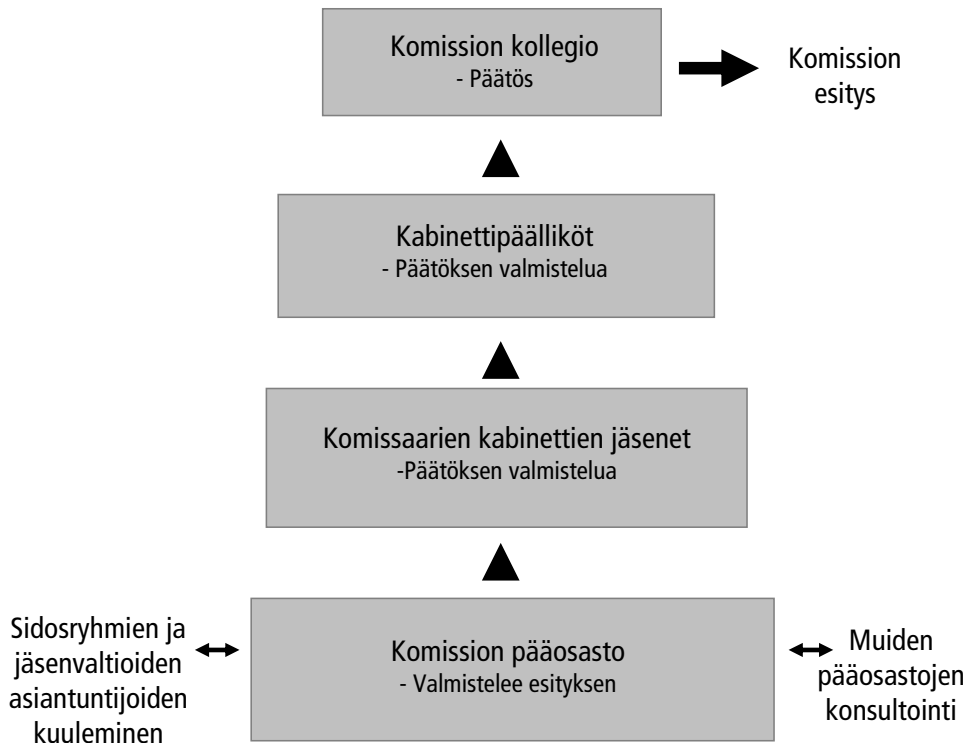 Komission kollegio
- Päätös
Komission
esitys
Kabinettipäälliköt
- Päätöksen valmistelua
Komissaarien kabinettien jäsenet
-Päätöksen valmistelua
Sidosryhmien ja
jäsenvaltioiden
asiantuntijoiden
kuuleminen
Komission pääosasto
- Valmistelee esityksen
Muiden
pääosastojen
konsultointi